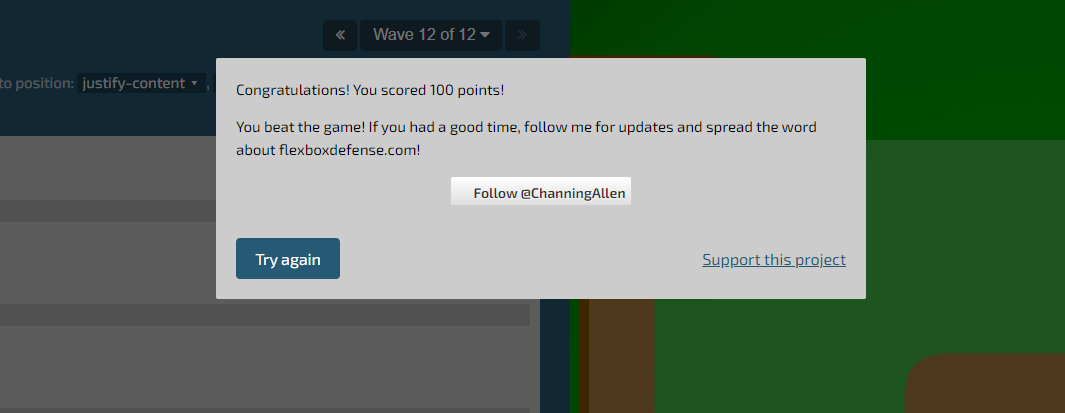 « Wave 12 of 12 »
to position: justify-content ,
Congratulations! You scored 100 points!
You beat the game! If you had a good time, follow me for updates and spread the word
about flexboxdefense.com!
Follow @ChanningAllen
Try again
Support this project